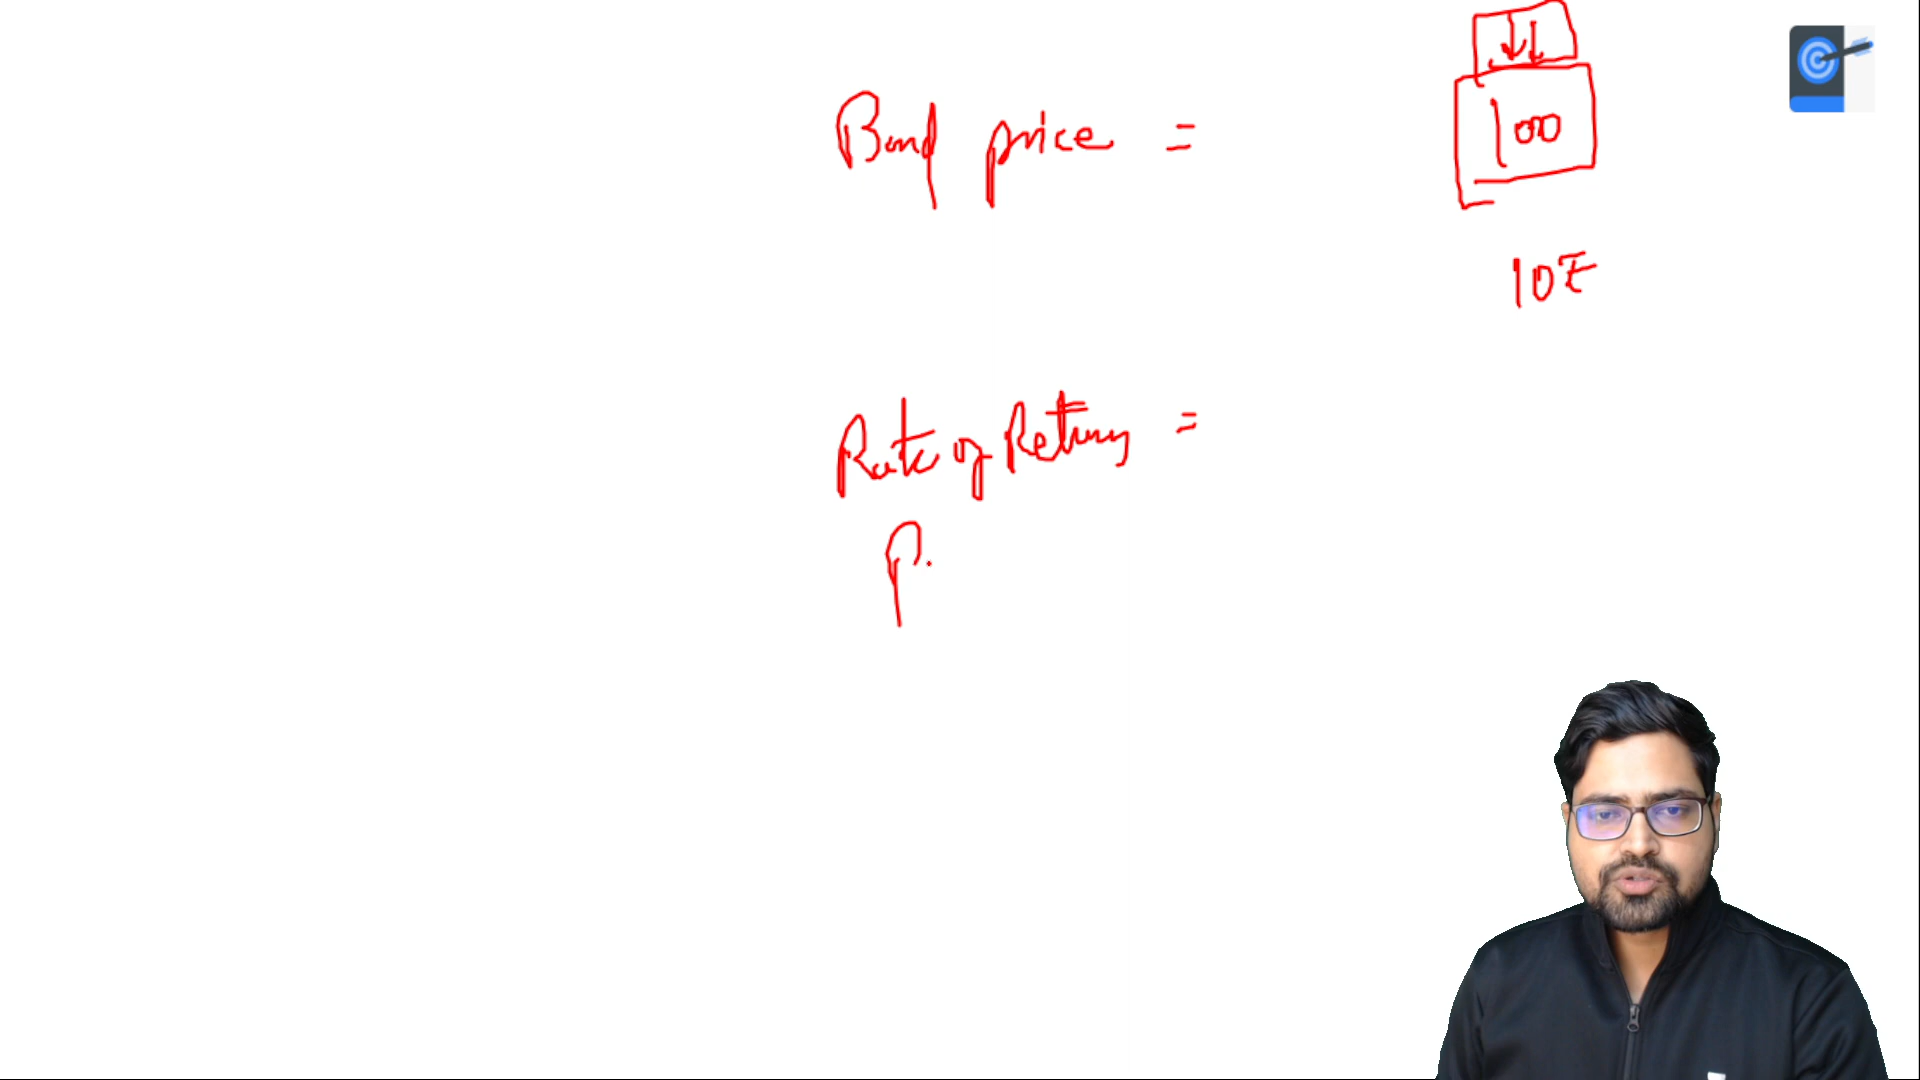 Bond price =
100
10₹
Rate of Return =
P.